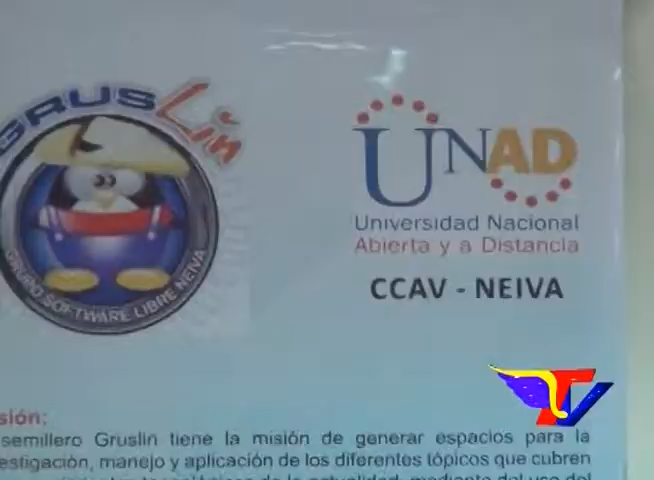 GRUSLin
GRUPO SOFTWARE LIBRE NEIVA
UNAD
Universidad Nacional
Abierta y a Distancia
CCAV - NEIVA
TV
sión:
semillero Gruslin tiene la misión de generar espacios para la
estigación, manejo y aplicación de los diferentes tópicos que cubren